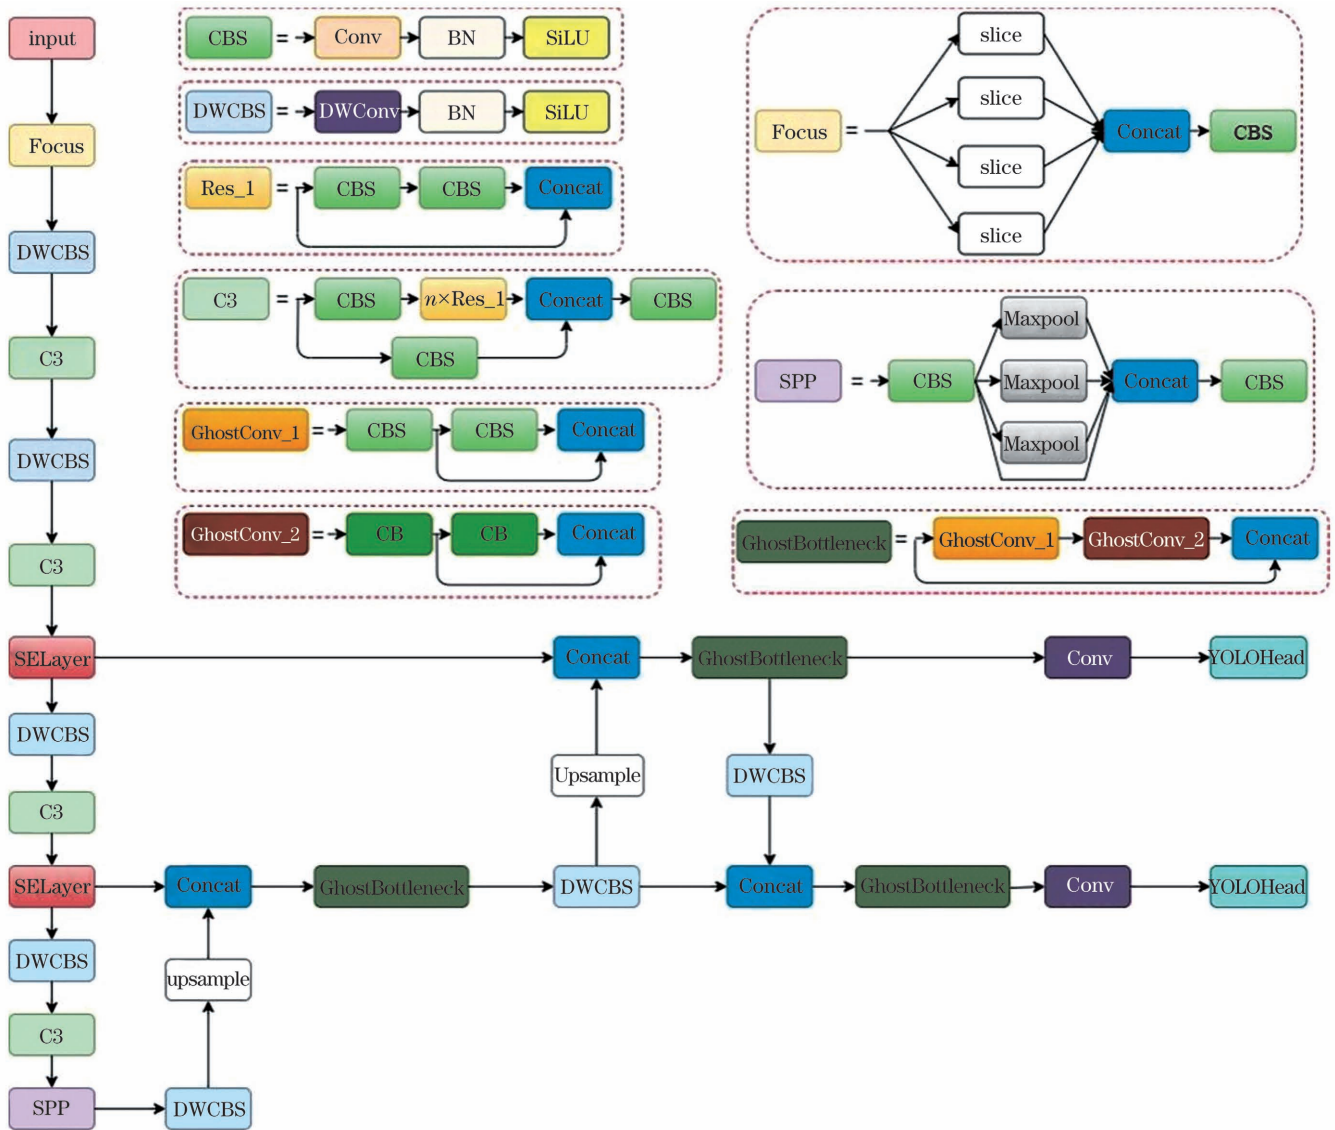 input
Focus
DWCBS
C3
DWCBS
C3
SELayer
DWCBS
C3
SELayer
DWCBS
C3
SPP
CBS = Conv BN SiLU
DWCBS = DWConv BN SiLU
Res_1 = CBS CBS Concat
C3 = CBS n×Res_1 Concat CBS
CBS
GhostConv_1 = CBS CBS Concat
GhostConv_2 = CB CB Concat
slice
slice
Focus = Concat CBS
slice
slice
Maxpool
SPP = CBS Maxpool Concat CBS
Maxpool
GhostBottleneck = GhostConv_1 GhostConv_2 Concat
Concat GhostBottleneck Conv YOLOHead
Upsample DWCBS
Concat GhostBottleneck DWCBS Concat GhostBottleneck Conv YOLOHead
upsample
DWCBS